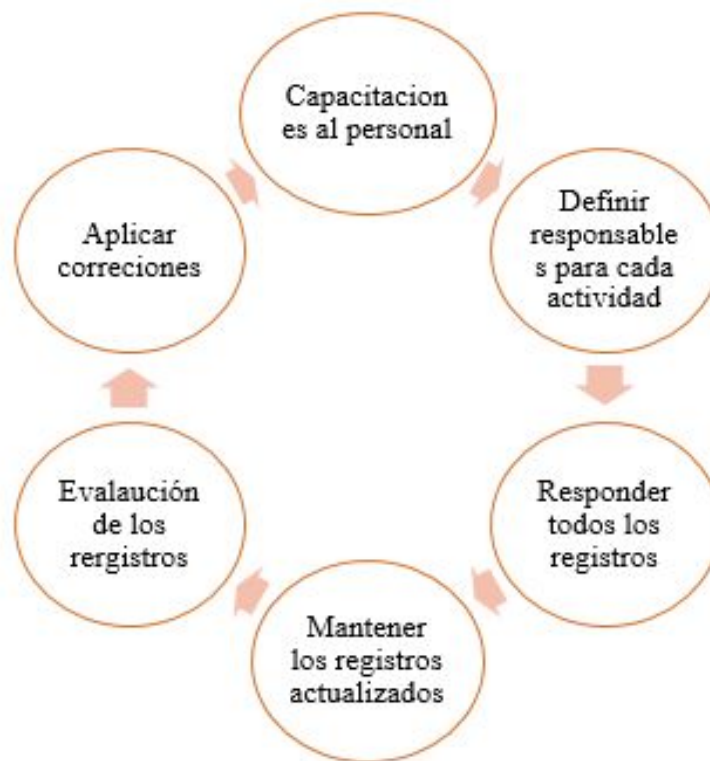 Capacitacion
es al personal
Definir
responsable
s para cada
actividad
Responder
todos los
registros
Mantener
los registros
actualizados
Evalaución
de los
rergistros
Aplicar
correciones